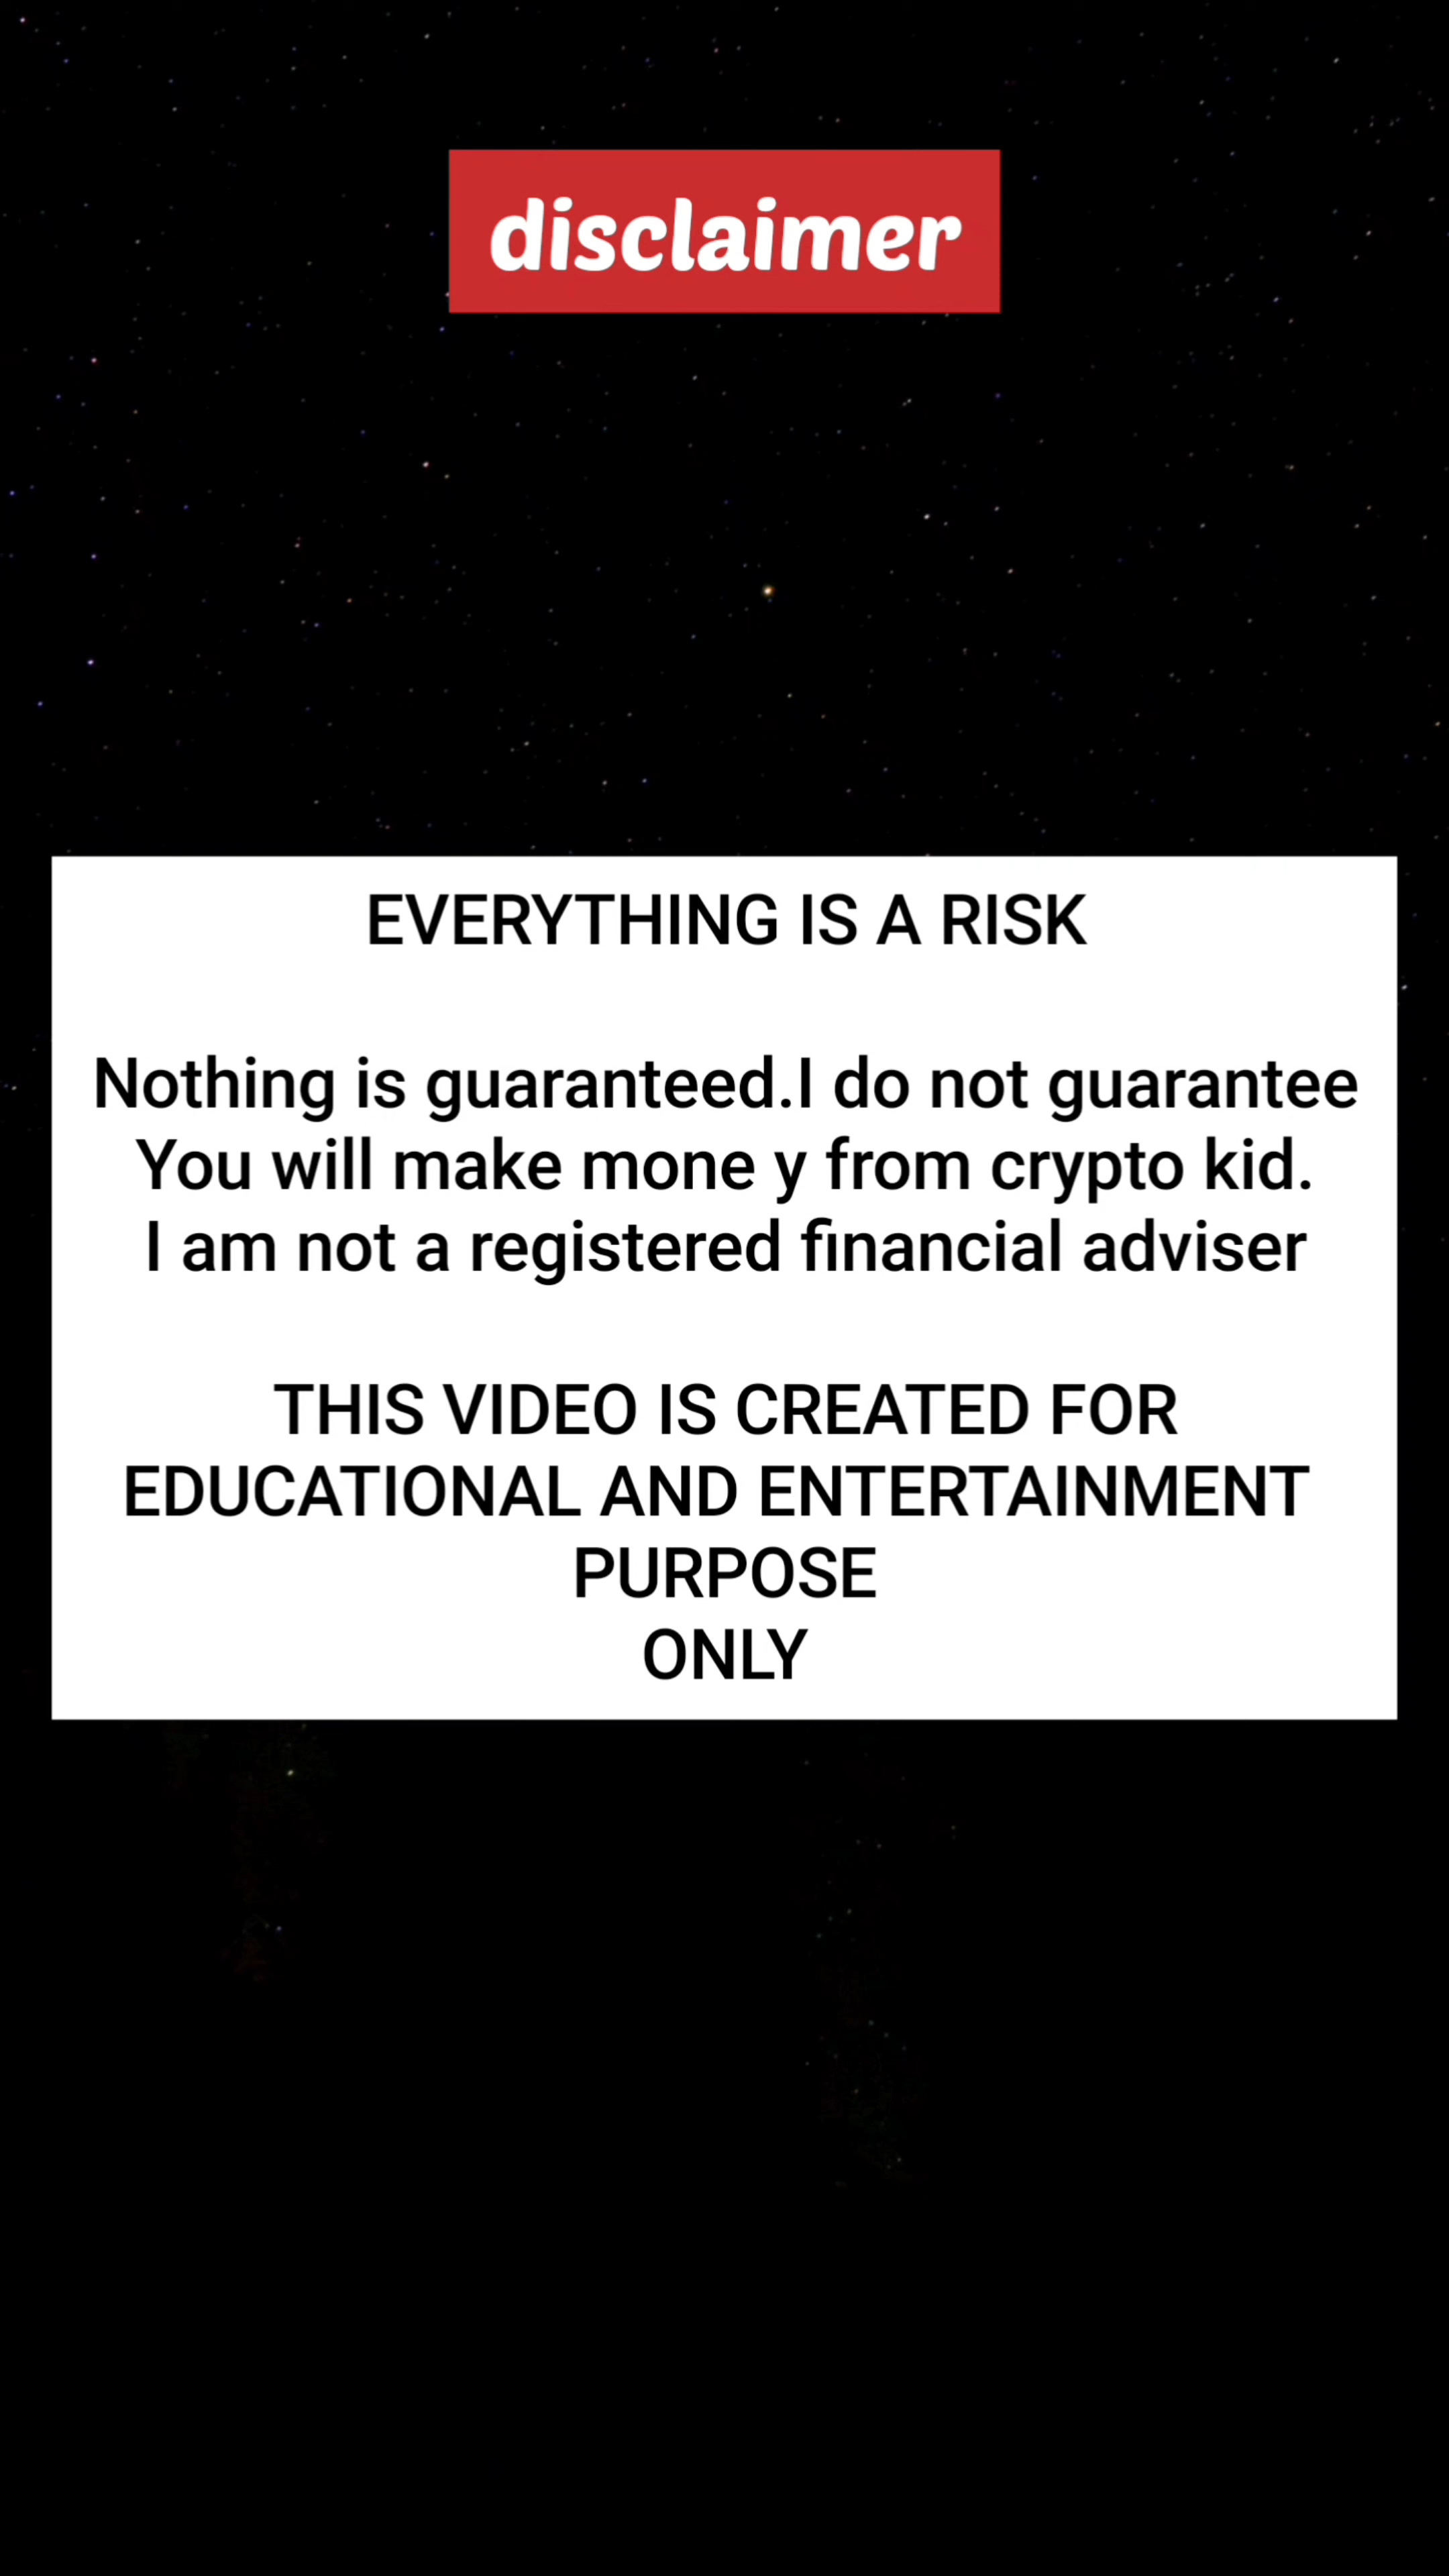 disclaimer
EVERYTHING IS A RISK
Nothing is guaranteed.I do not guarantee
You will make mone y from crypto kid.
I am not a registered financial adviser
THIS VIDEO IS CREATED FOR
EDUCATIONAL AND ENTERTAINMENT
PURPOSE
ONLY